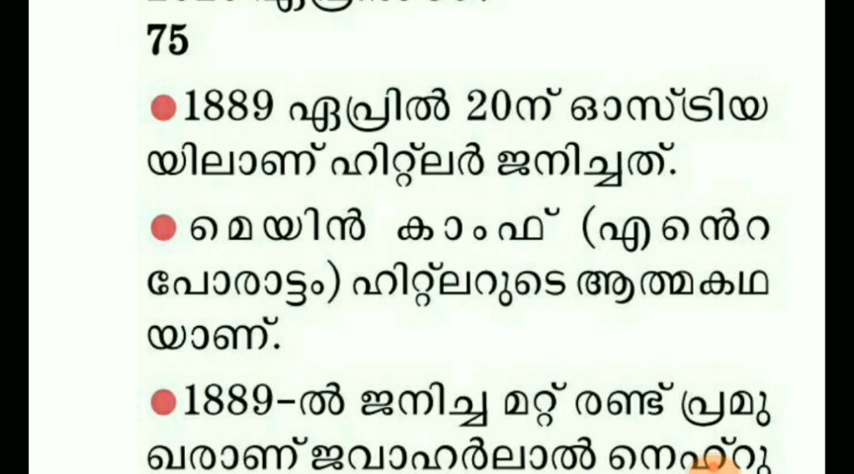 75
●1889 ഏപ്രിൽ 20ന് ഓസ്ട്രിയ
യിലാണ് ഹിറ്റ്ലർ ജനിച്ചത്.
● മെയിൻ കാംഫ് (എൻെറ
പോരാട്ടം) ഹിറ്റ്ലറുടെ ആത്മകഥ
യാണ്.
●1889-ൽ ജനിച്ച മറ്റ് രണ്ട് പ്രമു
ഖരാണ് ജവാഹർലാൽ നെഹ്റു